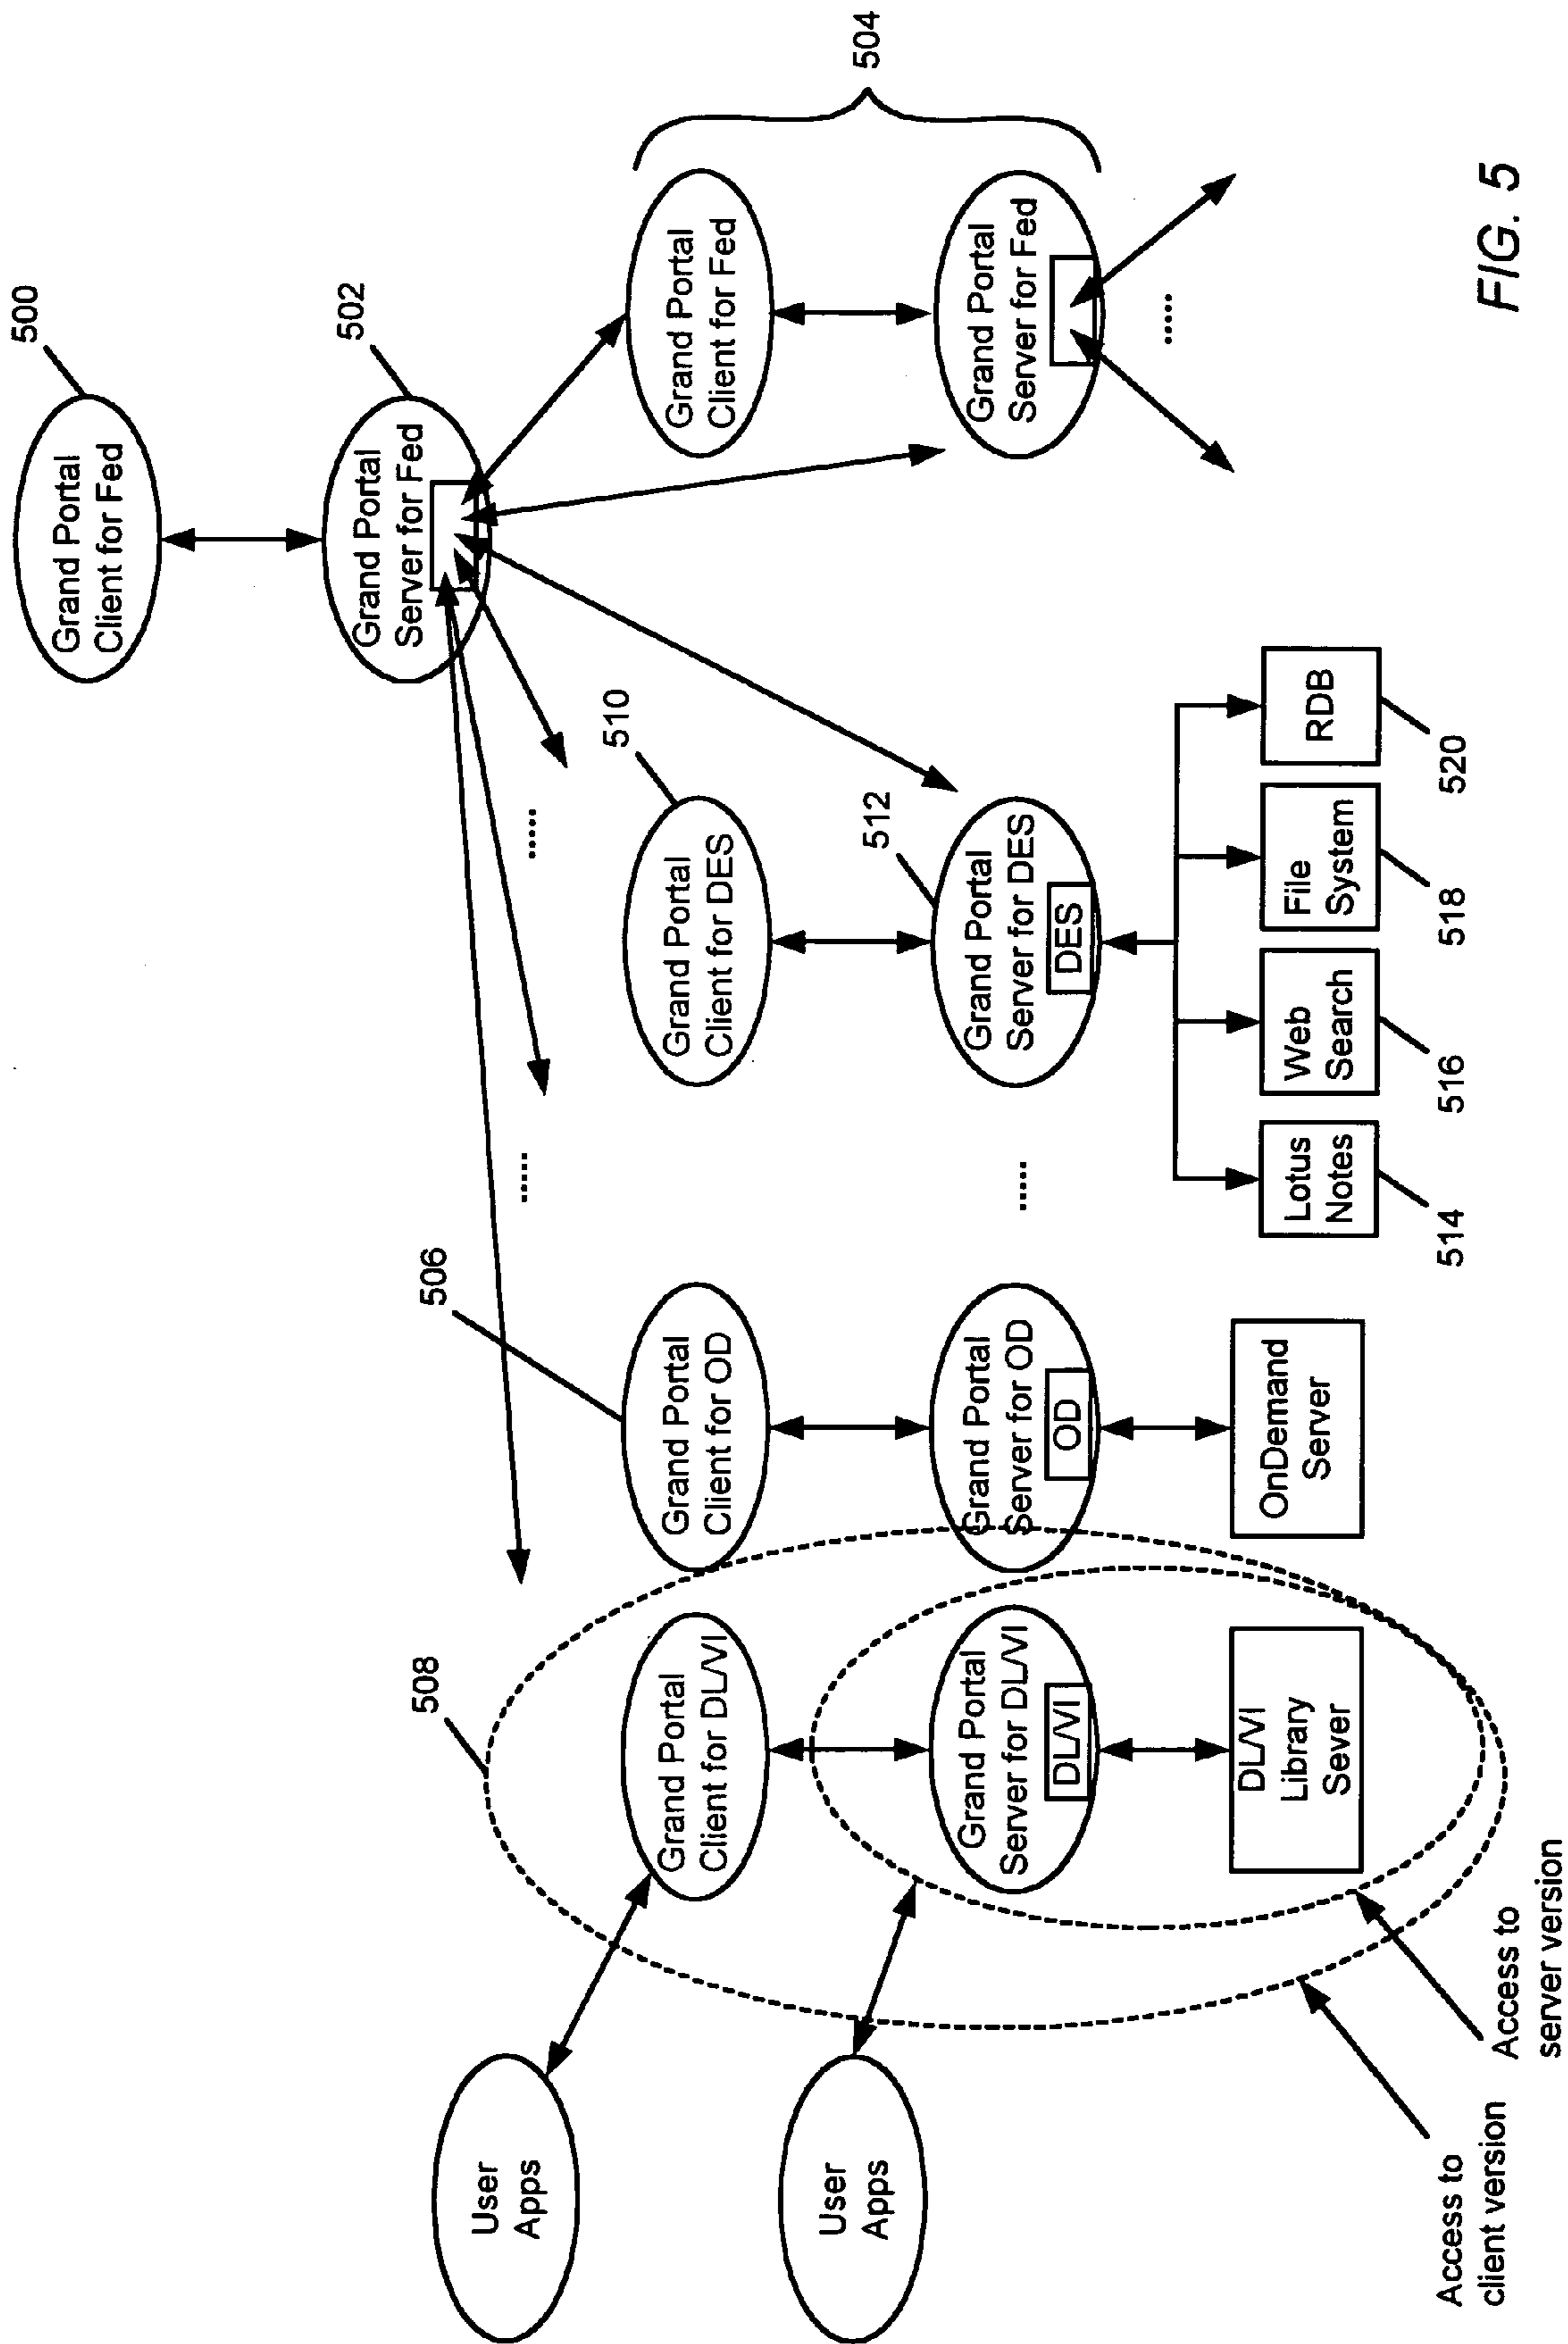 500
Grand Portal
Client for Fed
502
Grand Portal
Server for Fed
504
Grand Portal
Client for Fed
Grand Portal
Server for Fed
.....
.....
.....
506
508
510
User
Apps
Grand Portal
Client for DL/VI
Grand Portal
Client for OD
Grand Portal
Client for DES
512
User
Apps
Grand Portal
Server for DL/VI
DL/VI
Grand Portal
Server for OD
OD
.....
Grand Portal
Server for DES
DES
DL/VI
Library
Sever
OnDemand
Server
Lotus
Notes
Web
Search
File
System
RDB
514
516
518
520
Access to
client version
Access to
server version
FIG. 5